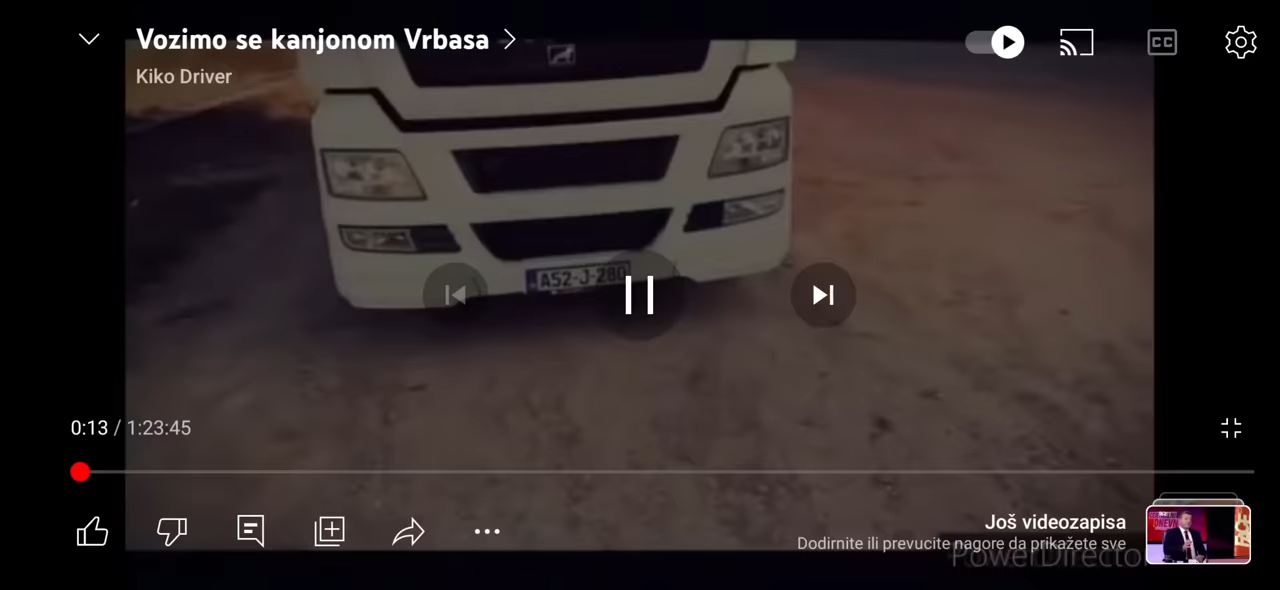 Vozimo se kanjonom Vrbasa
Kiko Driver
CC
A52-J-280
0:13 / 1:23:45
Još videozapisa
Dodirnite ili prevucite nagore da prikažete sve
PowerDirector